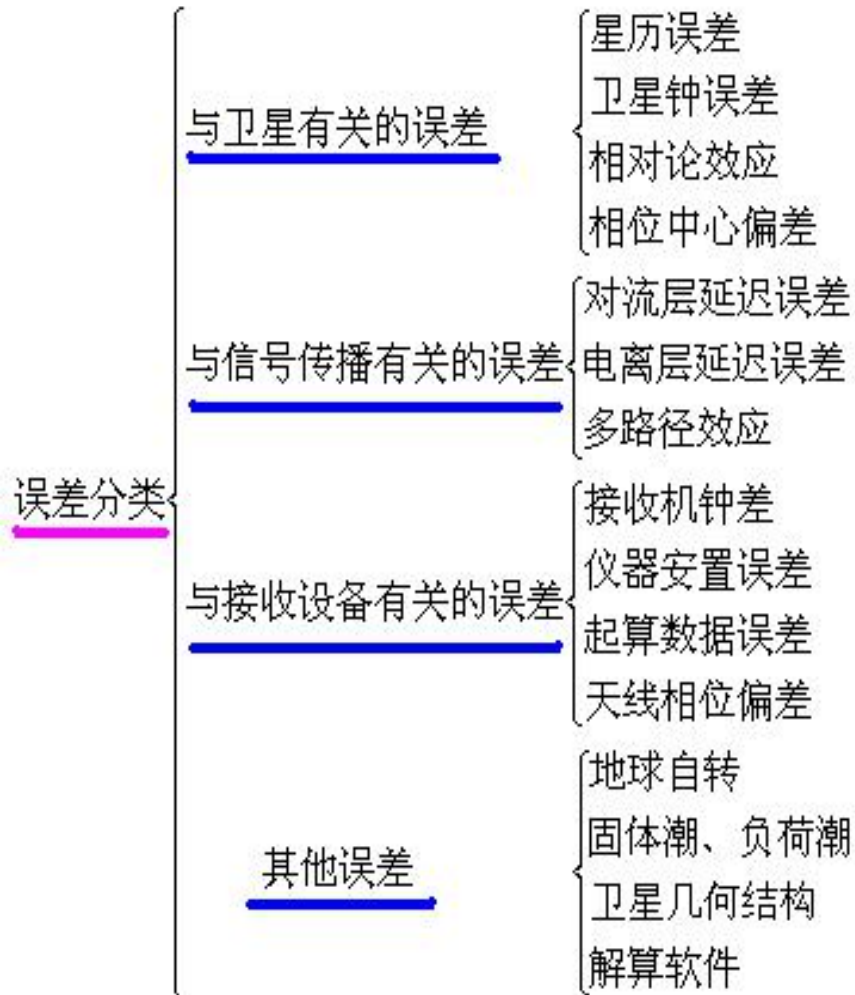 误差分类
与卫星有关的误差
星历误差
卫星钟误差
相对论效应
相位中心偏差
与信号传播有关的误差
对流层延迟误差
电离层延迟误差
多路径效应
与接收设备有关的误差
接收机钟差
仪器安置误差
起算数据误差
天线相位偏差
其他误差
地球自转
固体潮、负荷潮
卫星几何结构
解算软件